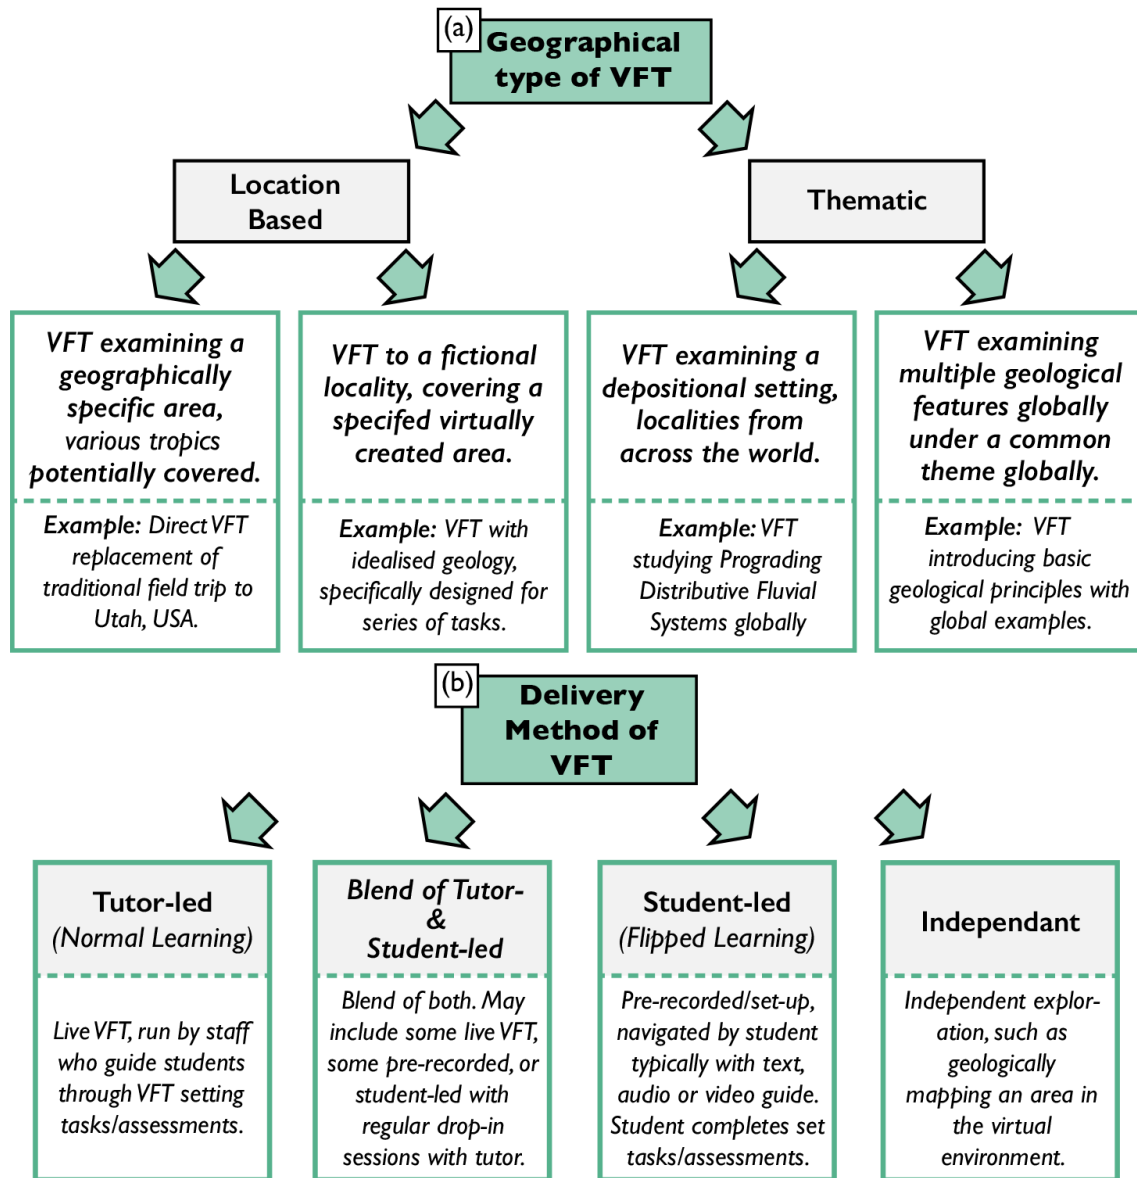 (a)
Geographical
type of VFT
Location
Based
Thematic
VFT examining a
geographically
specific area,
various tropics
potentially covered.
Example: Direct VFT
replacement of
traditional field trip to
Utah, USA.
VFT to a fictional
locality, covering a
specifed virtually
created area.
Example: VFT with
idealised geology,
specifically designed for
series of tasks.
VFT examining a
depositional setting,
localities from
across the world.
Example: VFT
studying Prograding
Distributive Fluvial
Systems globally
VFT examining
multiple geological
features globally
under a common
theme globally.
Example: VFT
introducing basic
geological principles with
global examples.
(b)
Delivery
Method of
VFT
Tutor-led
(Normal Learning)
Live VFT, run by staff
who guide students
through VFT setting
tasks/assessments.
Blend of Tutor-
&
Student-led
Blend of both. May
include some live VFT,
some pre-recorded, or
student-led with
regular drop-in
sessions with tutor.
Student-led
(Flipped Learning)
Pre-recorded/set-up,
navigated by student
typically with text,
audio or video guide.
Student completes set
tasks/assessments.
Independant
Independent explor-
ation, such as
geologically
mapping an area in
the virtual
environment.